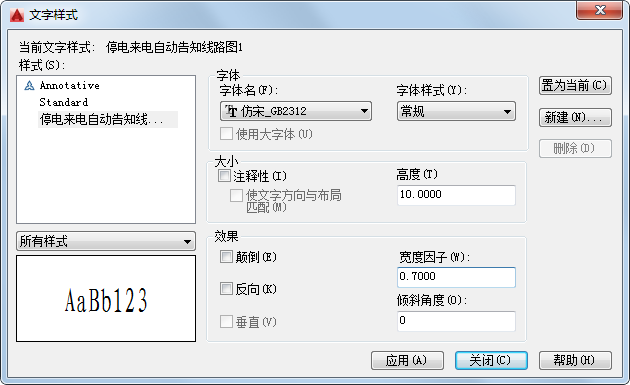 文字样式
当前文字样式: 停电来电自动告知线路图1
样式(S):
Annotative
Standard
停电来电自动告知线...
所有样式
AaBb123
字体
字体名(F):
仿宋_GB2312
使用大字体(U)
字体样式(Y):
常规
大小
注释性(I)
使文字方向与布局
匹配(M)
高度(T)
10.0000
效果
颠倒(E)
反向(K)
垂直(V)
宽度因子(W):
0.7000
倾斜角度(O):
0
置为当前(C)
新建(N)...
删除(D)
应用(A)
关闭(C)
帮助(H)